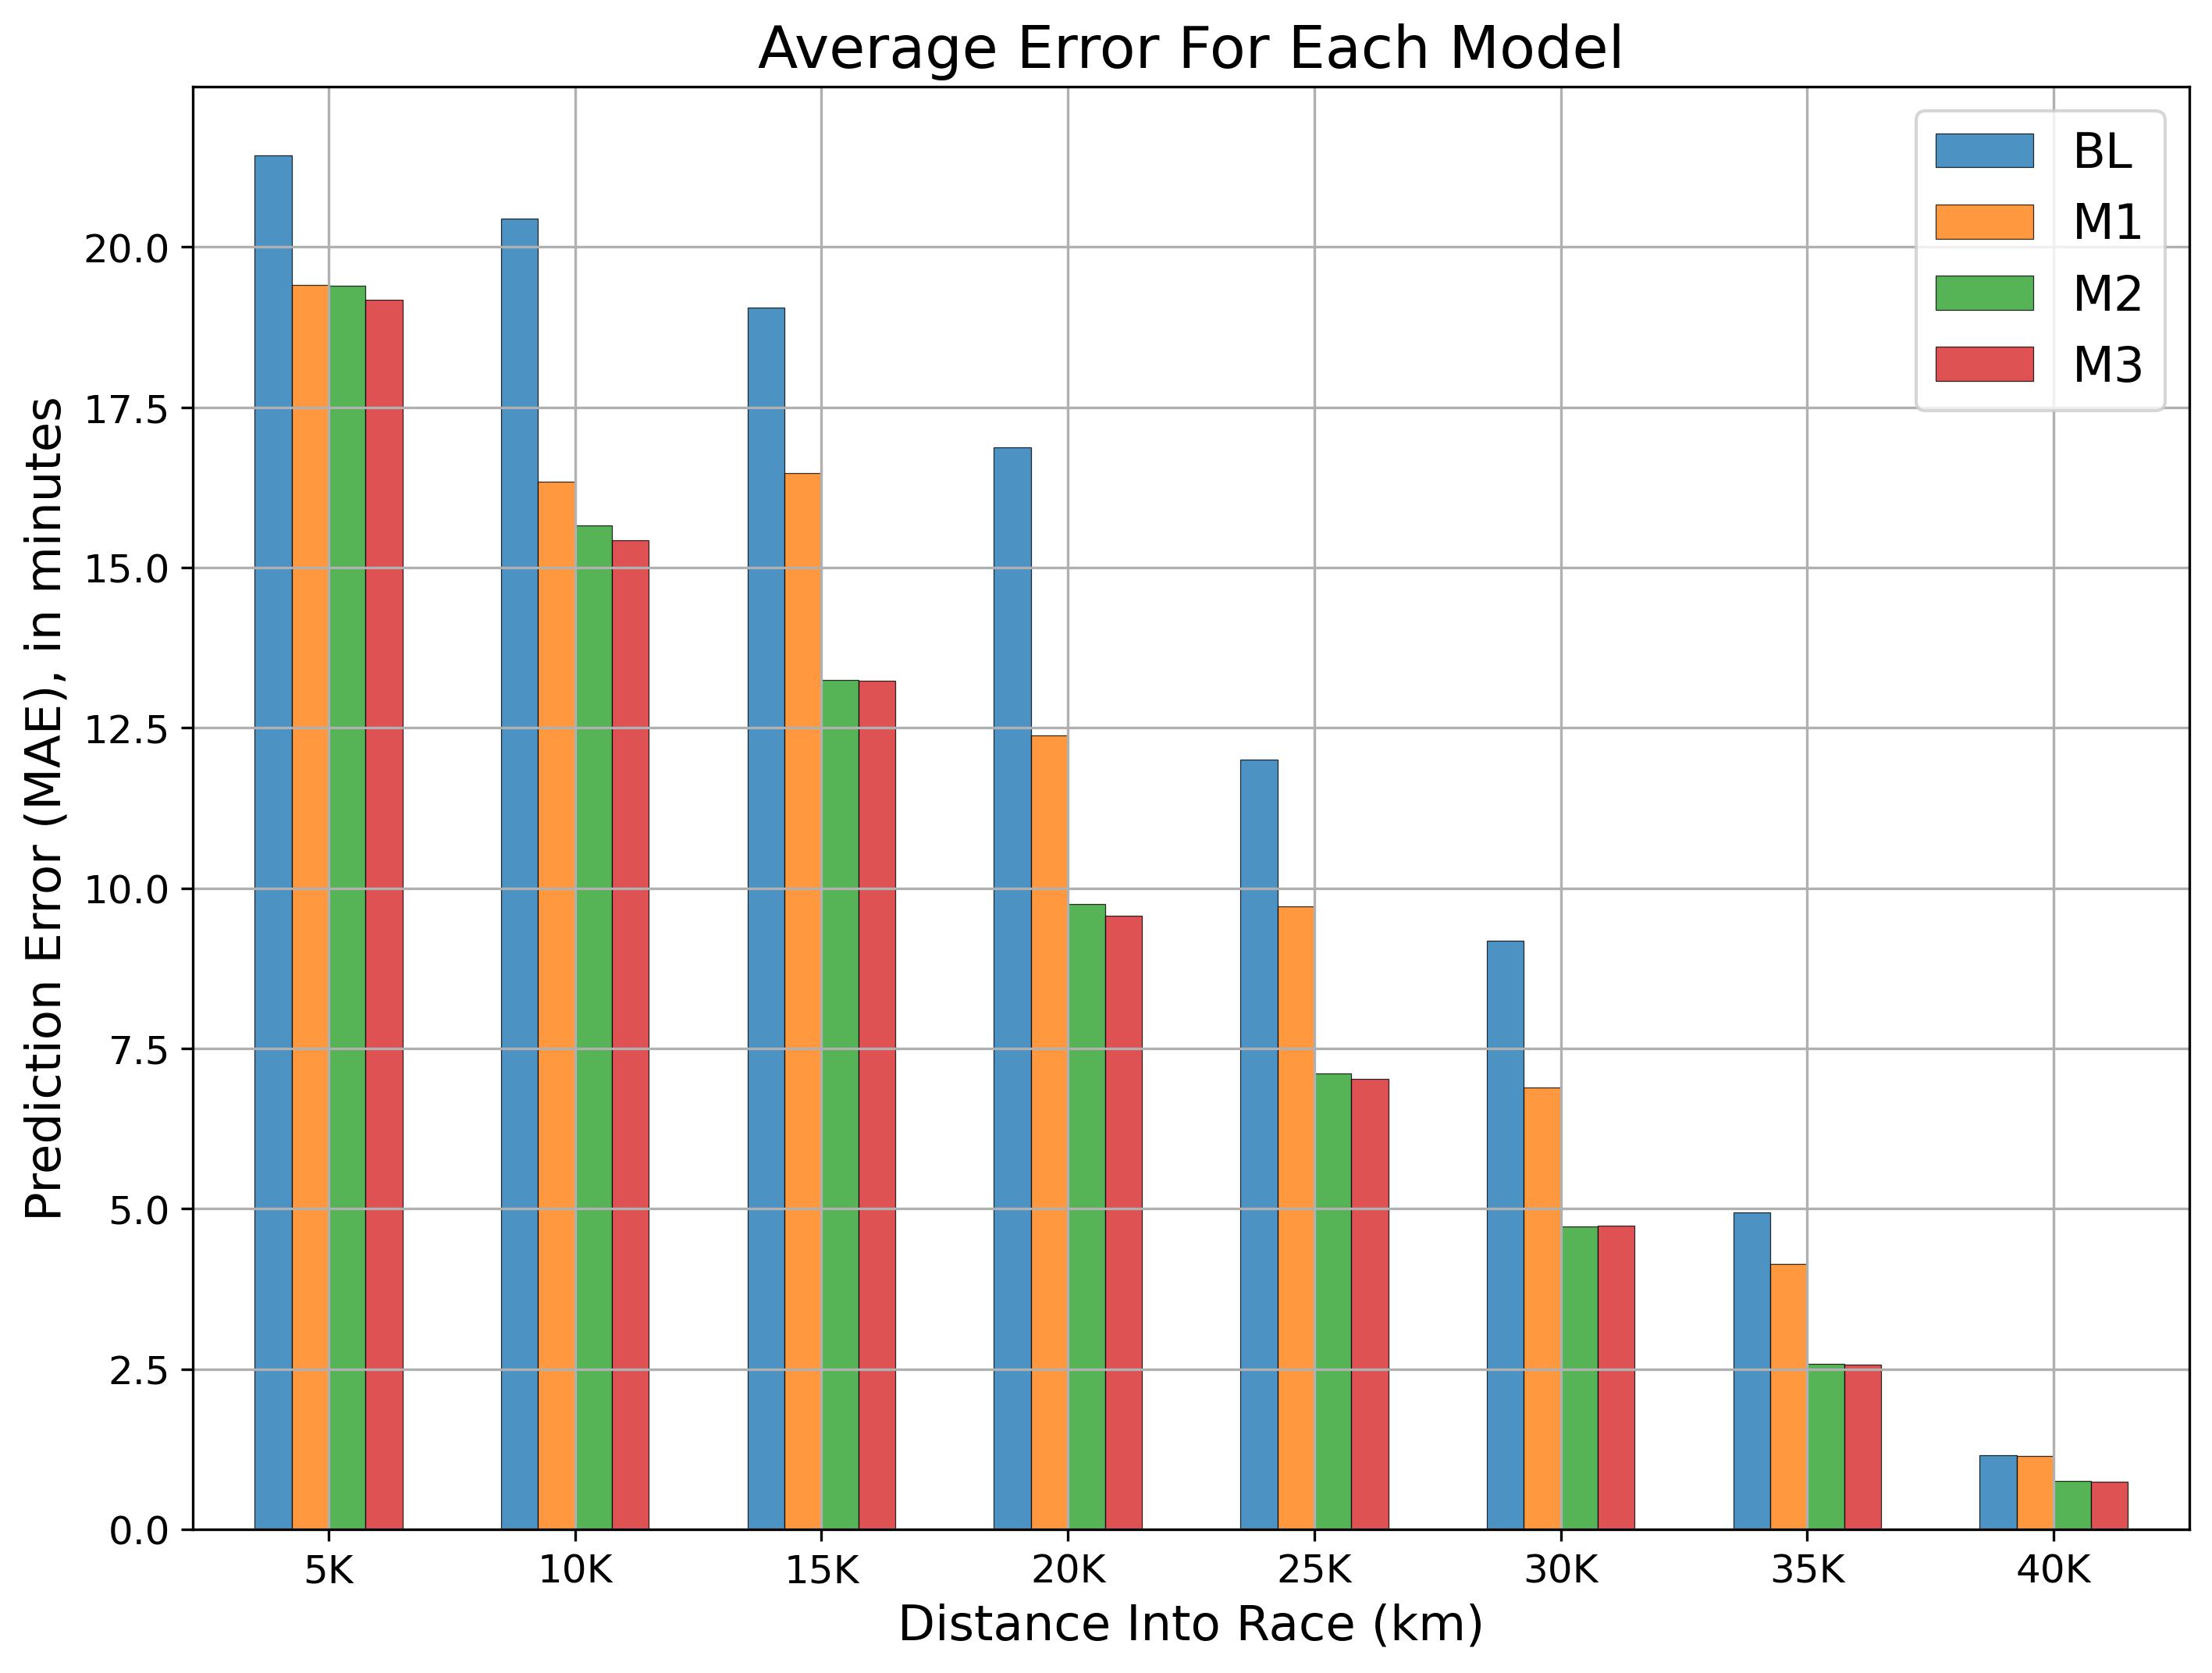 Average Error For Each Model
BL
M1
M2
M3
Prediction Error (MAE), in minutes
20.0
17.5
15.0
12.5
10.0
7.5
5.0
2.5
0.0
5K 10K 15K 20K 25K 30K 35K 40K
Distance Into Race (km)